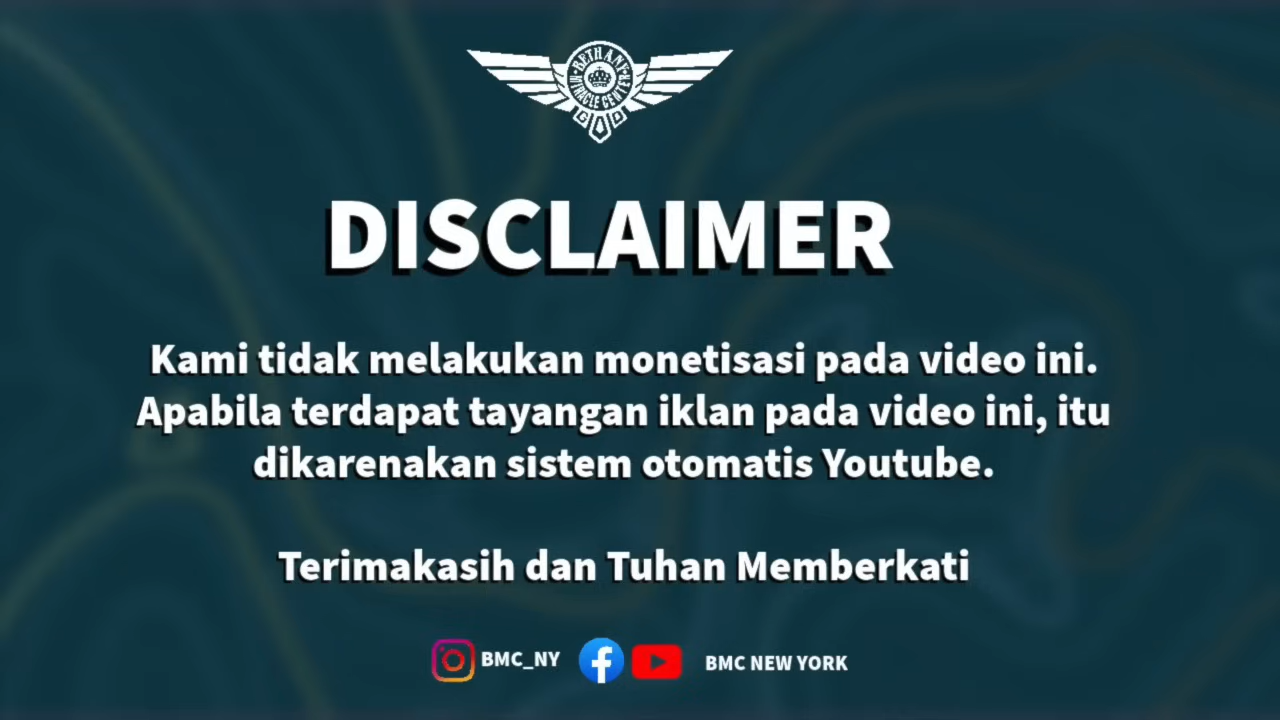 BETHANY
MIRACLE CENTER
DISCLAIMER
Kami tidak melakukan monetisasi pada video ini.
Apabila terdapat tayangan iklan pada video ini, itu
dikarenakan sistem otomatis Youtube.
Terimakasih dan Tuhan Memberkati
BMC_NY BMC NEW YORK